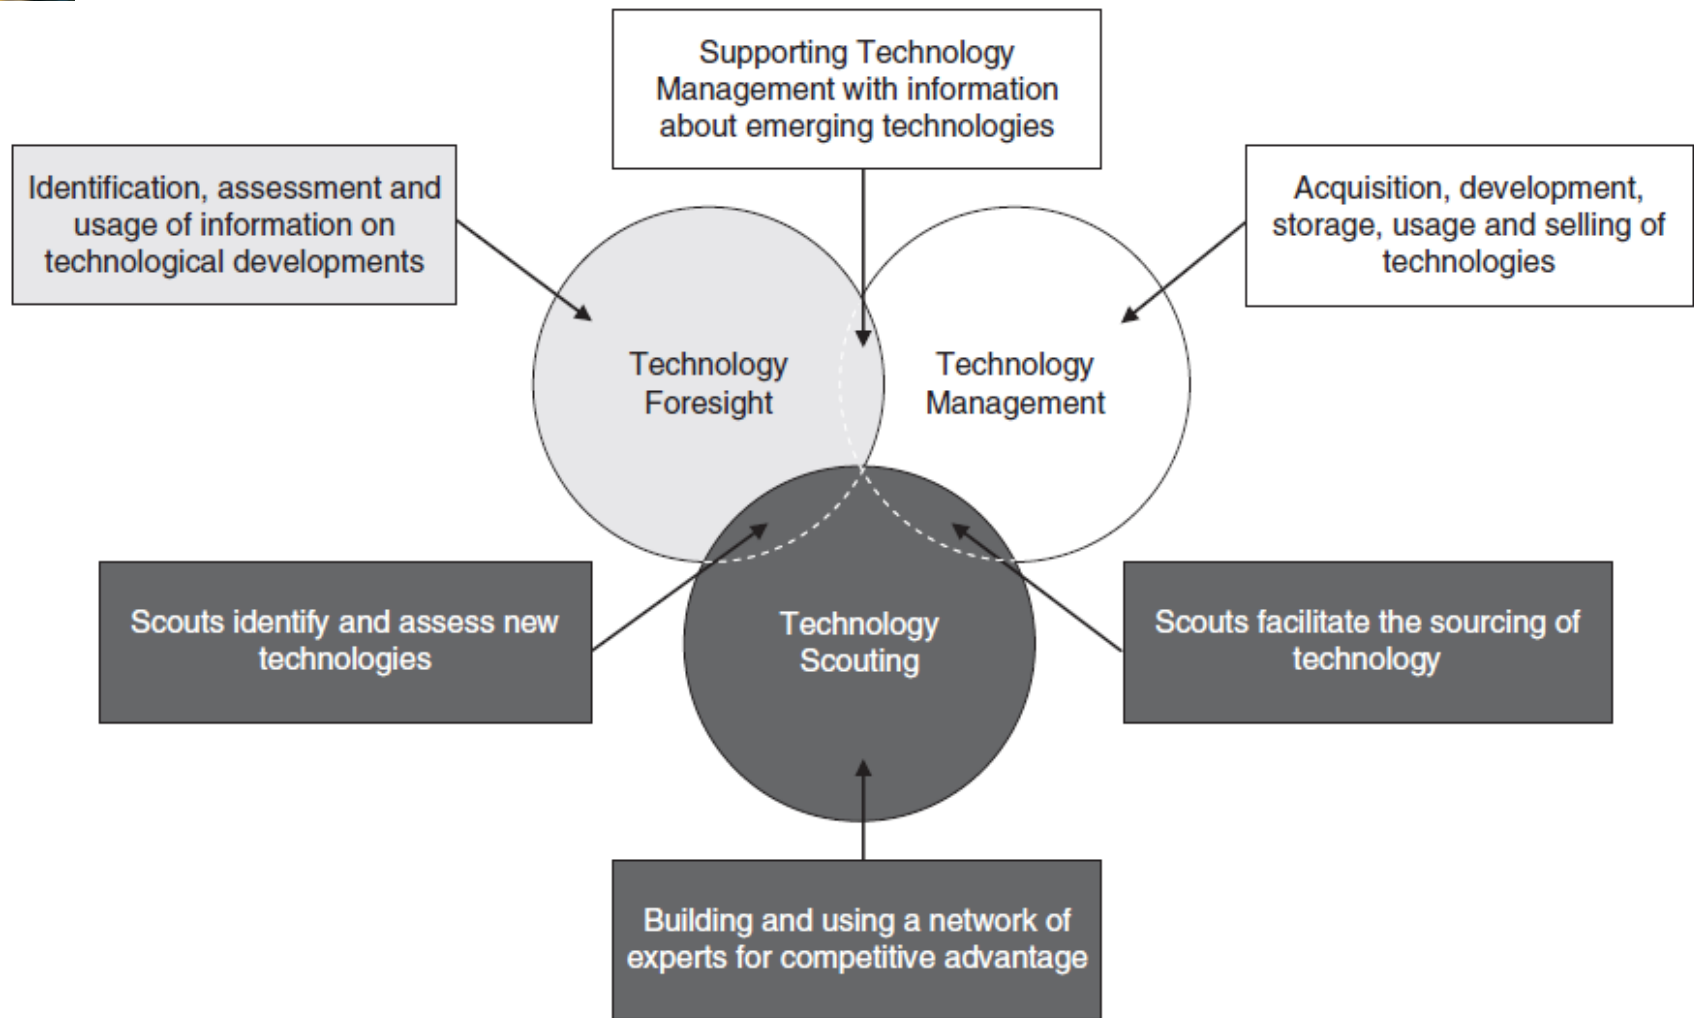 Supporting Technology
Management with information
about emerging technologies
Identification, assessment and
usage of information on
technological developments
Acquisition, development,
storage, usage and selling of
technologies
Technology
Foresight
Technology
Management
Scouts identify and assess new
technologies
Technology
Scouting
Scouts facilitate the sourcing of
technology
Building and using a network of
experts for competitive advantage